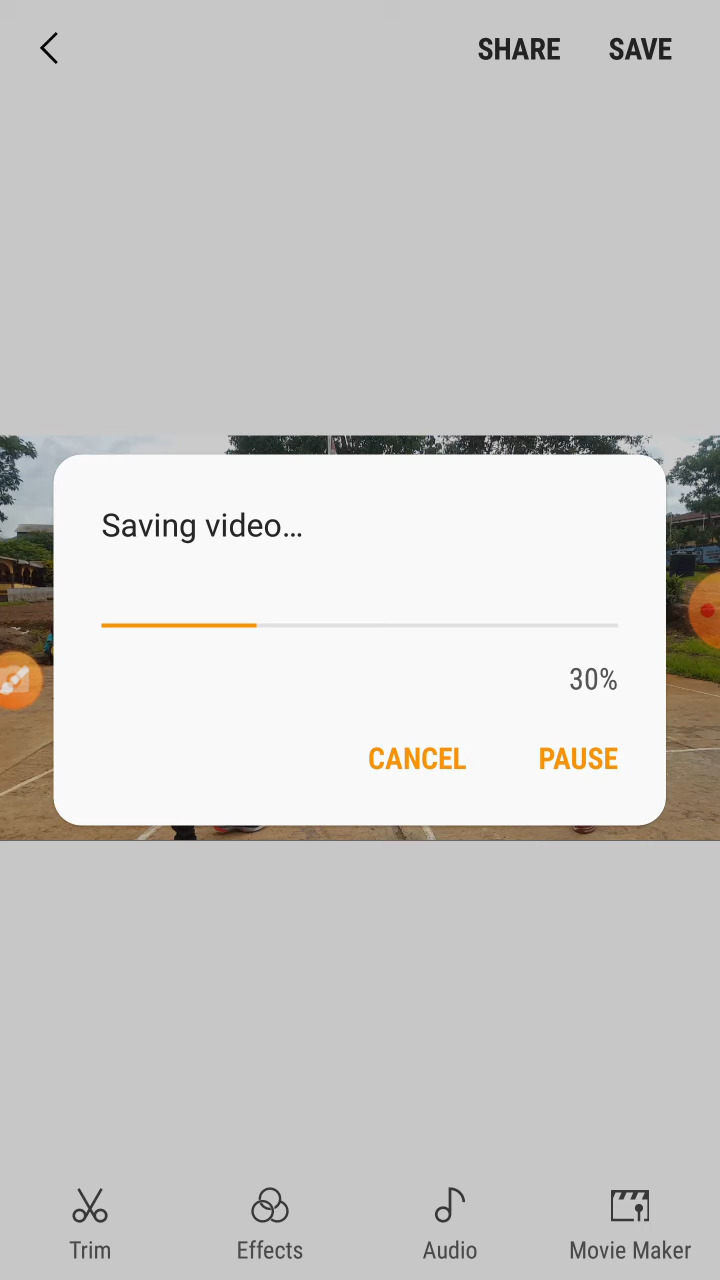 SHARE SAVE
Saving video...
30%
CANCEL PAUSE
Trim Effects Audio Movie Maker